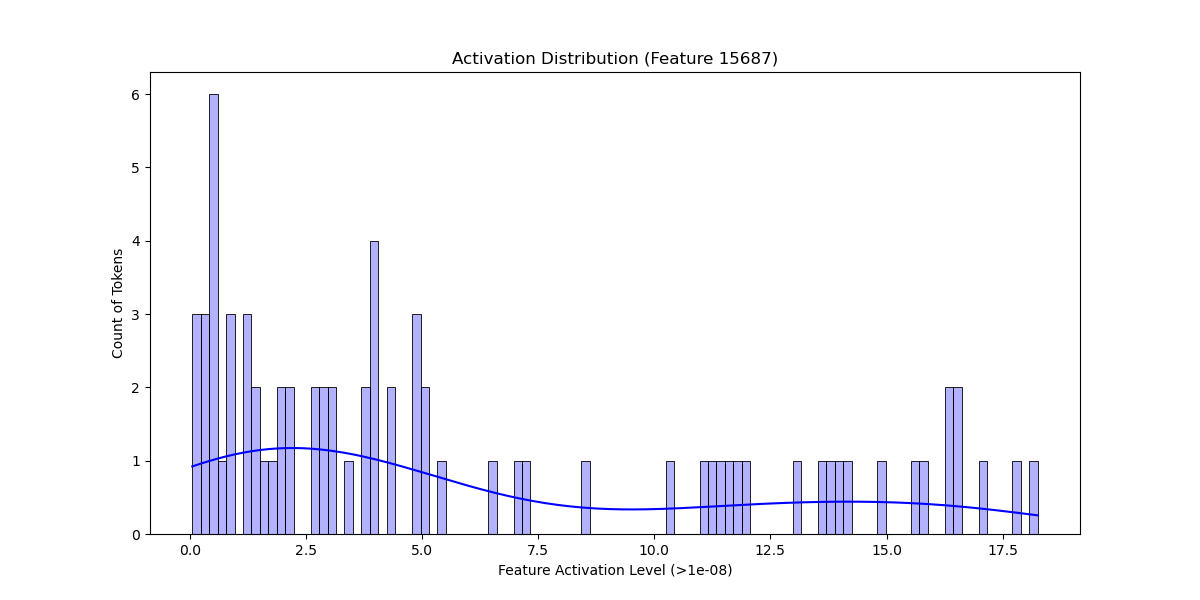 Activation Distribution (Feature 15687)
6
5
4
3
2
1
0
Count of Tokens
0.0 2.5 5.0 7.5 10.0 12.5 15.0 17.5
Feature Activation Level (>1e-08)